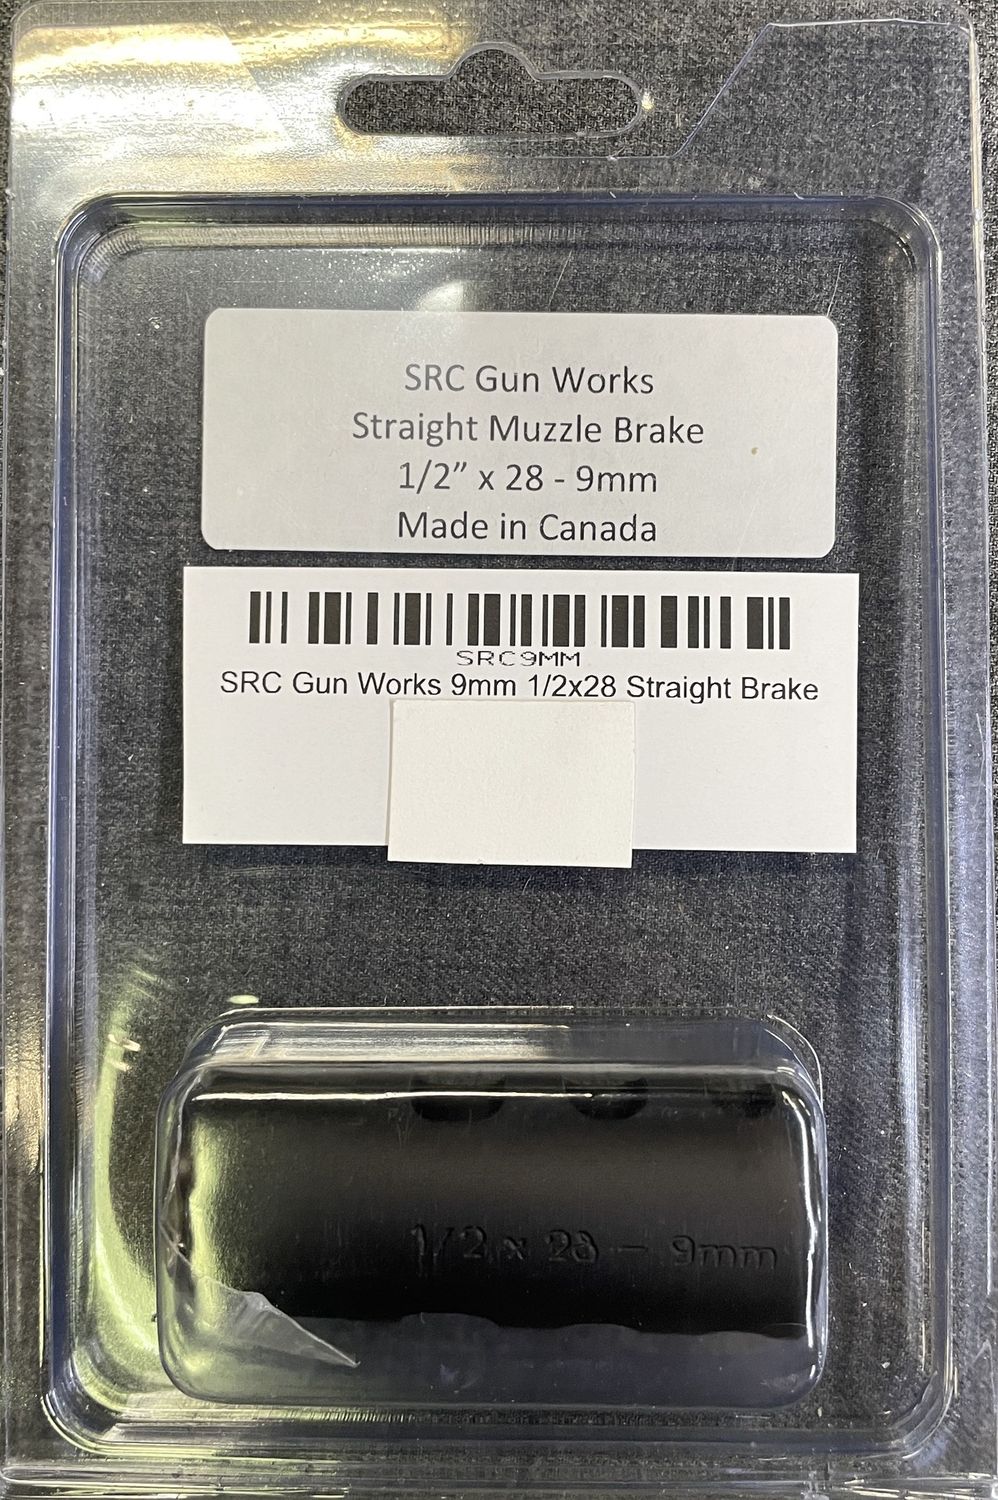 SRC Gun Works
Straight Muzzle Brake
1/2” x 28 - 9mm
Made in Canada
SRC9MM
SRC Gun Works 9mm 1/2x28 Straight Brake
1/2 x 28 - 9mm